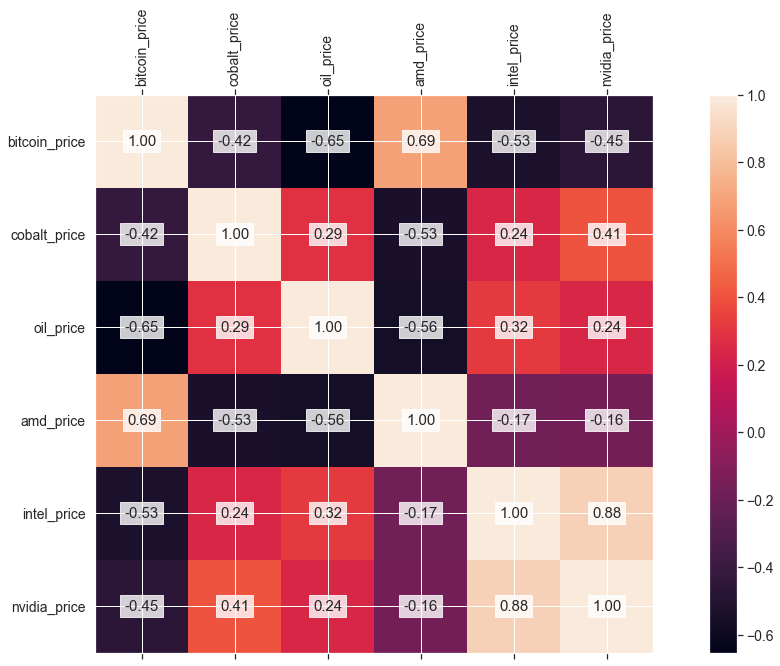 bitcoin_price cobalt_price oil_price amd_price intel_price nvidia_price
bitcoin_price 1.00 -0.42 -0.65 0.69 -0.53 -0.45
cobalt_price -0.42 1.00 0.29 -0.53 0.24 0.41
oil_price -0.65 0.29 1.00 -0.56 0.32 0.24
amd_price 0.69 -0.53 -0.56 1.00 -0.17 -0.16
intel_price -0.53 0.24 0.32 -0.17 1.00 0.88
nvidia_price -0.45 0.41 0.24 -0.16 0.88 1.00
1.0
0.8
0.6
0.4
0.2
0.0
−0.2
−0.4
−0.6